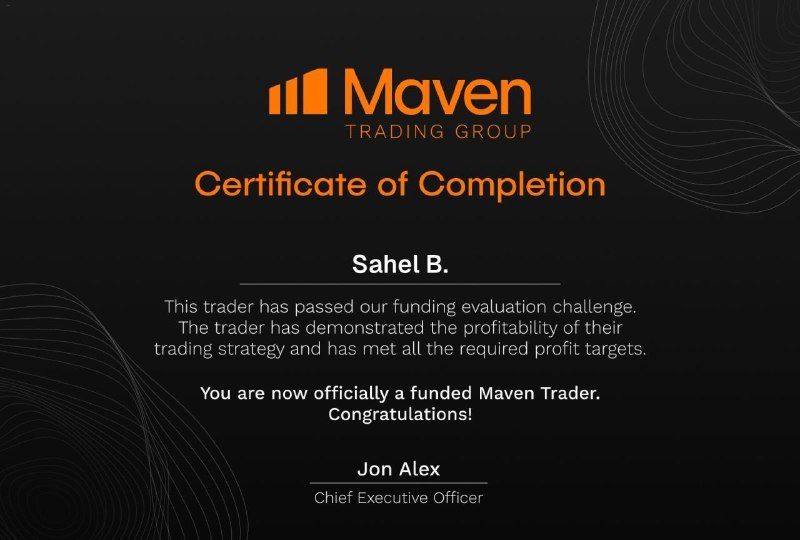 Maven
TRADING GROUP
Certificate of Completion
Sahel B.
This trader has passed our funding evaluation challenge.
The trader has demonstrated the profitability of their
trading strategy and has met all the required profit targets.
You are now officially a funded Maven Trader.
Congratulations!
Jon Alex
Chief Executive Officer